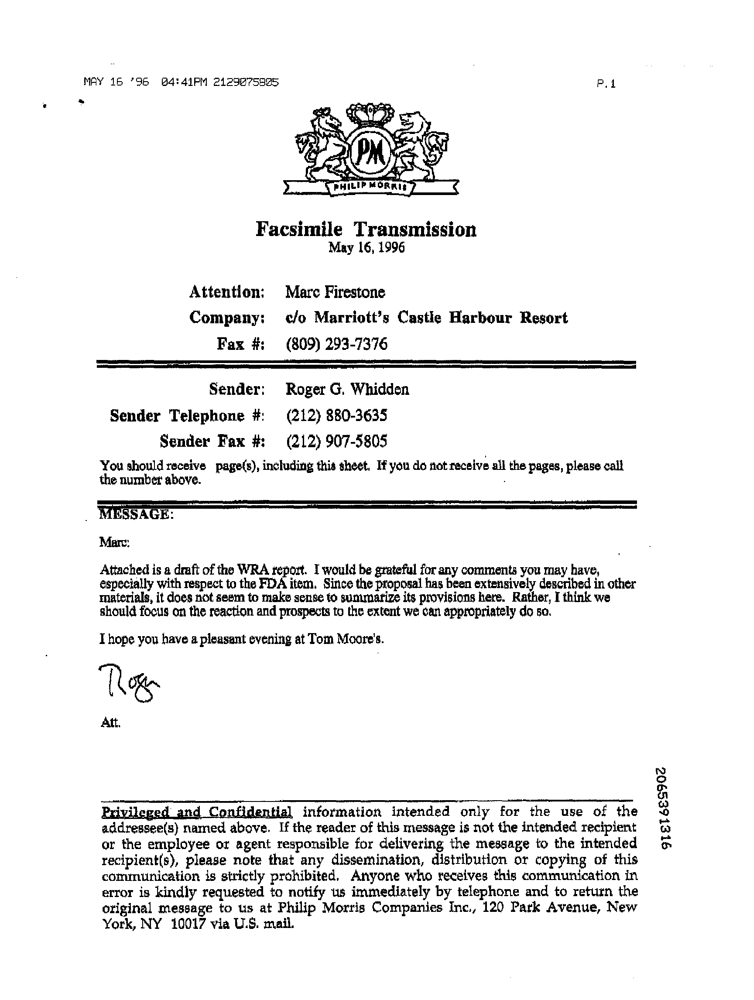 MAY 16 '96 04:41PM 2129075805 P.1
PM
PHILIP MORRIS
Facsimile Transmission
May 16, 1996
Attention: Marc Firestone
Company: c/o Marriott's Castle Harbour Resort
Fax #: (809) 293-7376
Sender: Roger G. Whidden
Sender Telephone #: (212) 880-3635
Sender Fax #: (212) 907-5805
You should receive page(s), including this sheet. If you do not receive all the pages, please call
the number above.
MESSAGE:
Marc:
Attached is a draft of the WRA report. I would be grateful for any comments you may have,
especially with respect to the FDA item. Since the proposal has been extensively described in other
materials, it does not seem to make sense to summarize its provisions here. Rather, I think we
should focus on the reaction and prospects to the extent we can appropriately do so.
I hope you have a pleasant evening at Tom Moore's.
Roger
Att.
Privileged and Confidential information intended only for the use of the
addressee(s) named above. If the reader of this message is not the intended recipient
or the employee or agent responsible for delivering the message to the intended
recipient(s), please note that any dissemination, distribution or copying of this
communication is strictly prohibited. Anyone who receives this communication in
error is kindly requested to notify us immediately by telephone and to return the
original message to us at Philip Morris Companies Inc., 120 Park Avenue, New
York, NY 10017 via U.S. mail.
2065391316